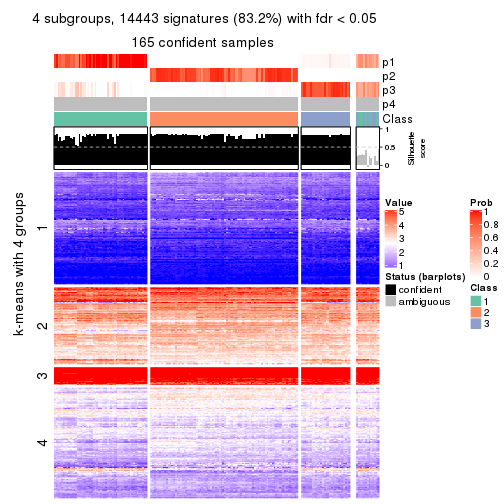 4 subgroups, 14443 signatures (83.2%) with fdr < 0.05
165 confident samples
p1
p2
p3
p4
Class
1
0.5
0
Silhouette
score
k-means with 4 groups
1
2
3
4
Value
5
4
3
2
1
Status (barplots)
confident
ambiguous
Prob
1
0.8
0.6
0.4
0.2
0
Class
1
2
3